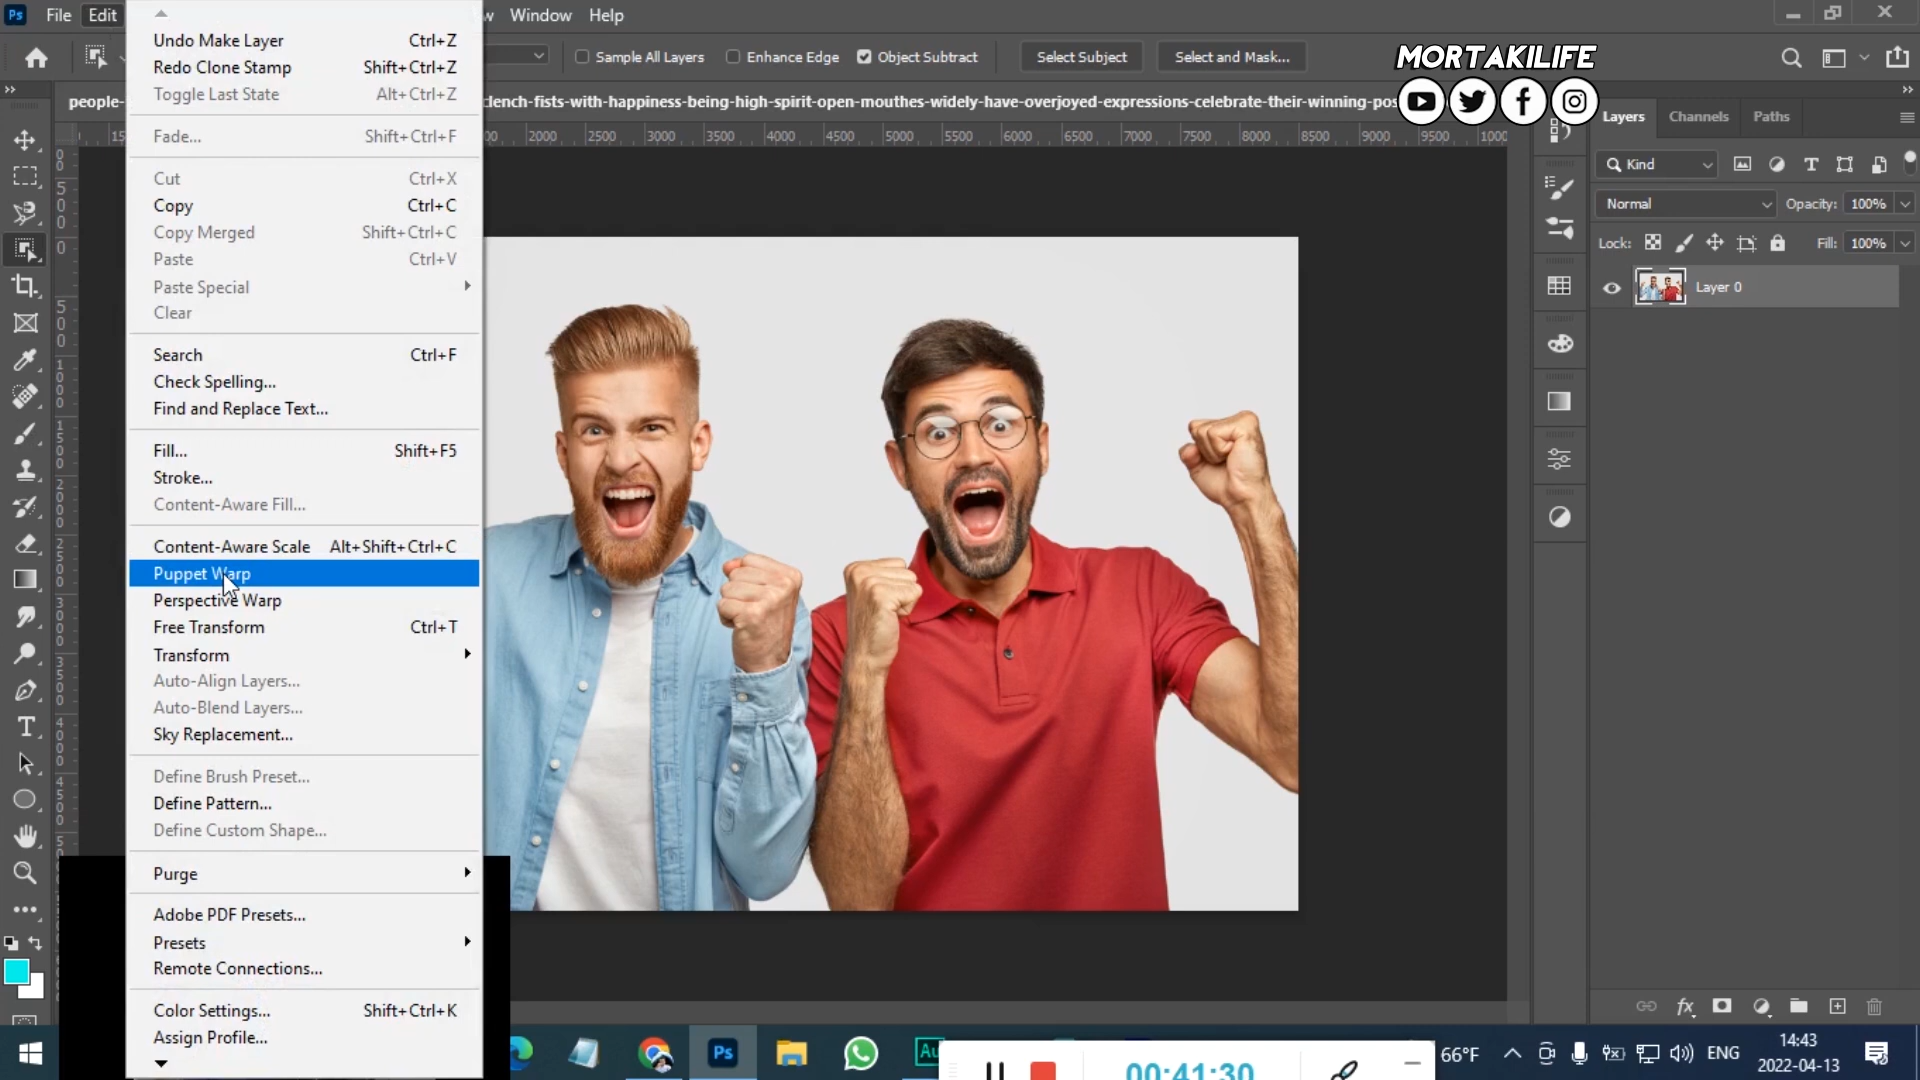 Ps File Edit w Window Help
Sample All Layers Enhance Edge Object Subtract Select Subject Select and Mask...
MORTAKILIFE
people- clench-fists-with-happiness-being-high-spirit-open-mouthes-widely-have-overjoyed-expressions-celebrate-their-winning-pos
2000 2500 3000 3500 4000 4500 5000 5500 6000 6500 7000 7500 8000 8500 9000 9500 1000
Undo Make Layer Ctrl+Z
Redo Clone Stamp Shift+Ctrl+Z
Toggle Last State Alt+Ctrl+Z
Fade... Shift+Ctrl+F
Cut Ctrl+X
Copy Ctrl+C
Copy Merged Shift+Ctrl+C
Paste Ctrl+V
Paste Special
Clear
Search Ctrl+F
Check Spelling...
Find and Replace Text...
Fill... Shift+F5
Stroke...
Content-Aware Fill...
Content-Aware Scale Alt+Shift+Ctrl+C
Puppet Warp
Perspective Warp
Free Transform Ctrl+T
Transform
Auto-Align Layers...
Auto-Blend Layers...
Sky Replacement...
Define Brush Preset...
Define Pattern...
Define Custom Shape...
Purge
Adobe PDF Presets...
Presets
Remote Connections...
Color Settings... Shift+Ctrl+K
Assign Profile...
Layers Channels Paths
Kind
Normal Opacity: 100%
Lock: Fill: 100%
Layer 0
fx
Ps Au 00:41:30 66°F ENG
14:43
2022-04-13